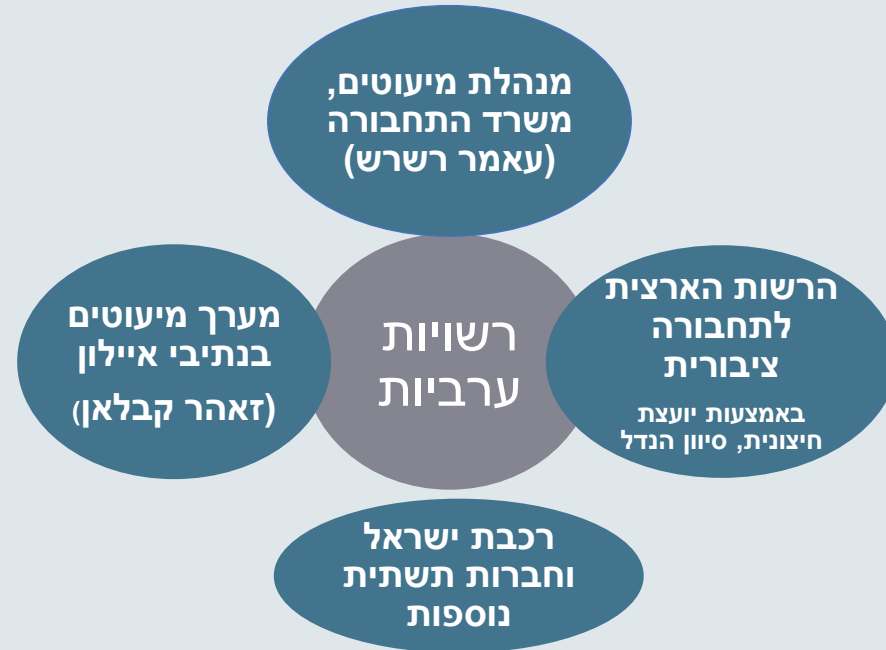 מנהלת מיעוטים,
משרד התחבורה
(עאמר רשרש)
הרשות הארצית
לתחבורה
ציבורית
באמצעות יועצת
חיצונית, סיוון הנדל
רשויות
ערביות
מערך מיעוטים
בנתיבי איילון
(זאהר קבלאן)
רכבת ישראל
וחברות תשתית
נוספות